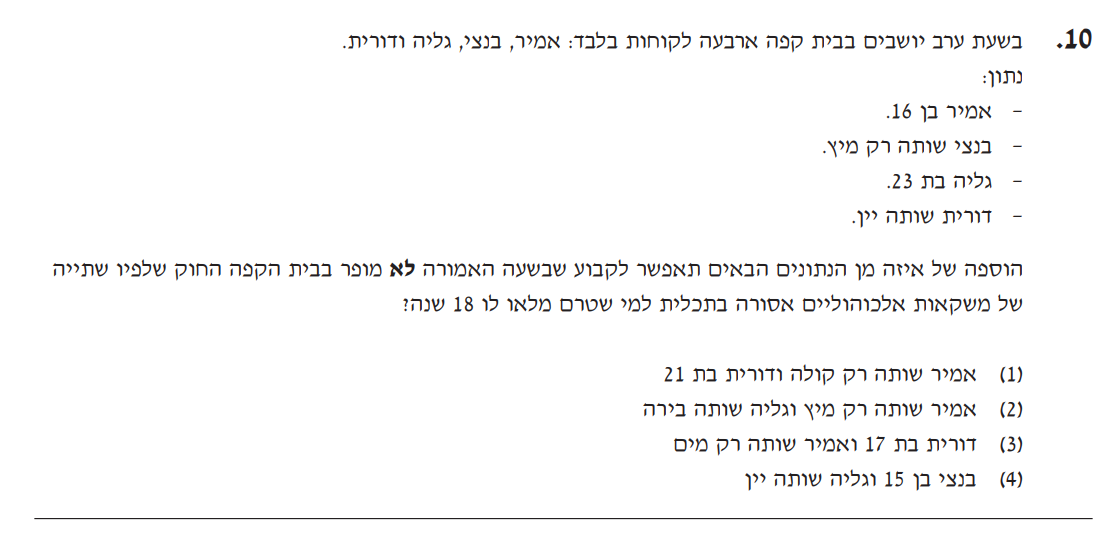 10. בשעת ערב יושבים בבית קפה ארבעה לקוחות בלבד: אמיר, בנצי, גליה ודורית.
נתון:
- אמיר בן 16.
- בנצי שותה רק מיץ.
- גליה בת 23.
- דורית שותה יין.
הוספה של איזה מן הנתונים הבאים תאפשר לקבוע שבשעה האמורה לא מופר בבית הקפה החוק שלפיו שתייה
של משקאות אלכוהוליים אסורה בתכלית למי שטרם מלאו לו 18 שנה?
(1) אמיר שותה רק קולה ודורית בת 21
(2) אמיר שותה רק מיץ וגליה שותה בירה
(3) דורית בת 17 ואמיר שותה רק מים
(4) בנצי בן 15 וגליה שותה יין